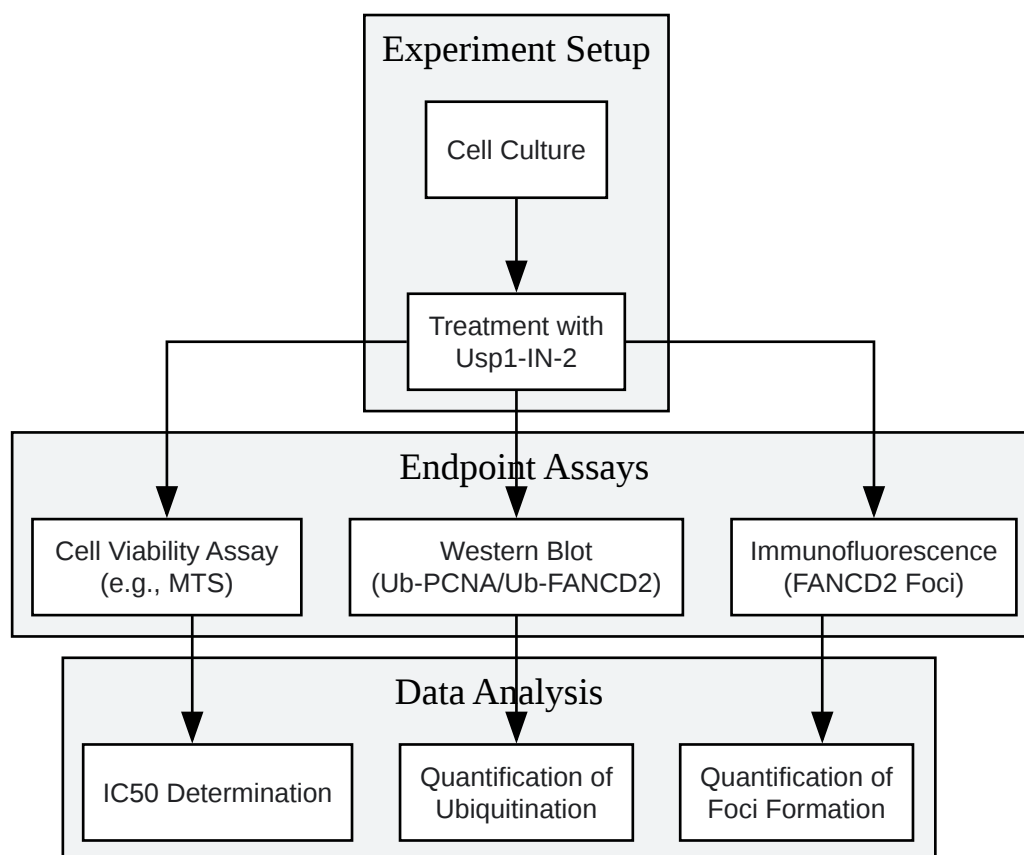 Experiment Setup
Cell Culture
Treatment with
Usp1-IN-2
Endpoint Assays
Cell Viability Assay
(e.g., MTS)
Western Blot
(Ub-PCNA/Ub-FANCD2)
Immunofluorescence
(FANCD2 Foci)
Data Analysis
IC50 Determination
Quantification of
Ubiquitination
Quantification of
Foci Formation